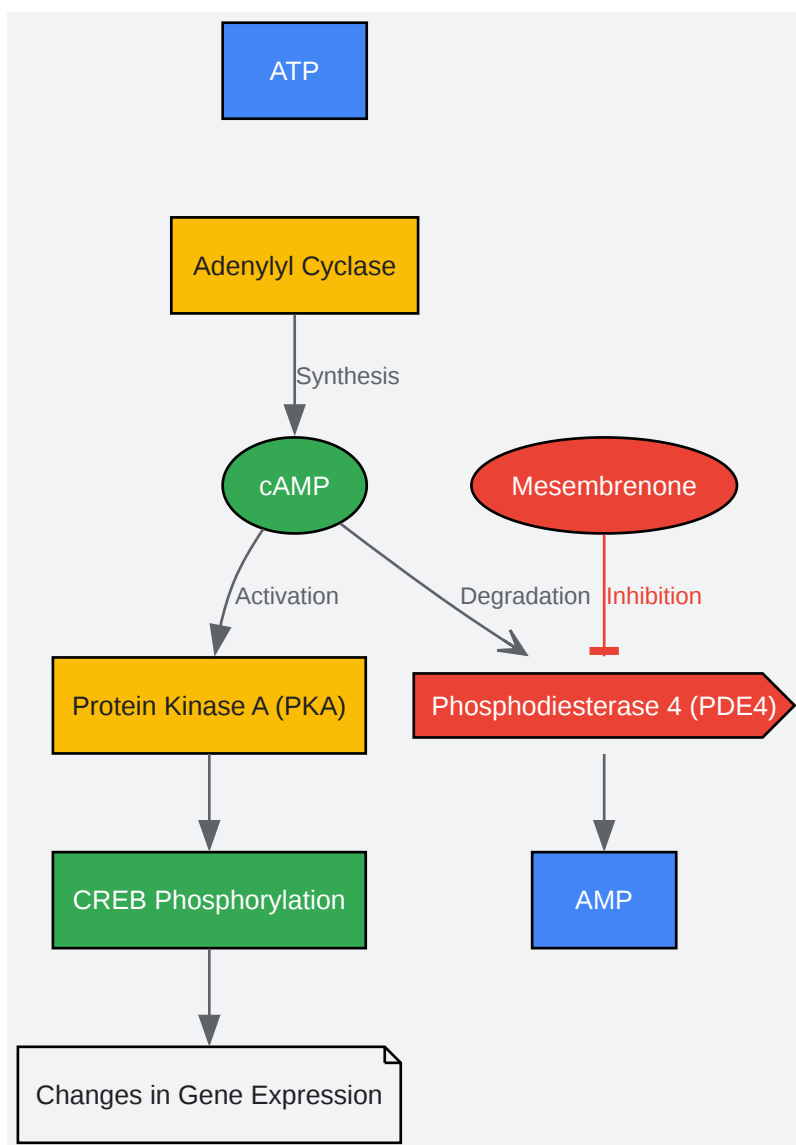 ATP
Adenylyl Cyclase
Synthesis
cAMP
Mesembrenone
Activation
Degradation
Inhibition
Protein Kinase A (PKA)
Phosphodiesterase 4 (PDE4)
CREB Phosphorylation
AMP
Changes in Gene Expression